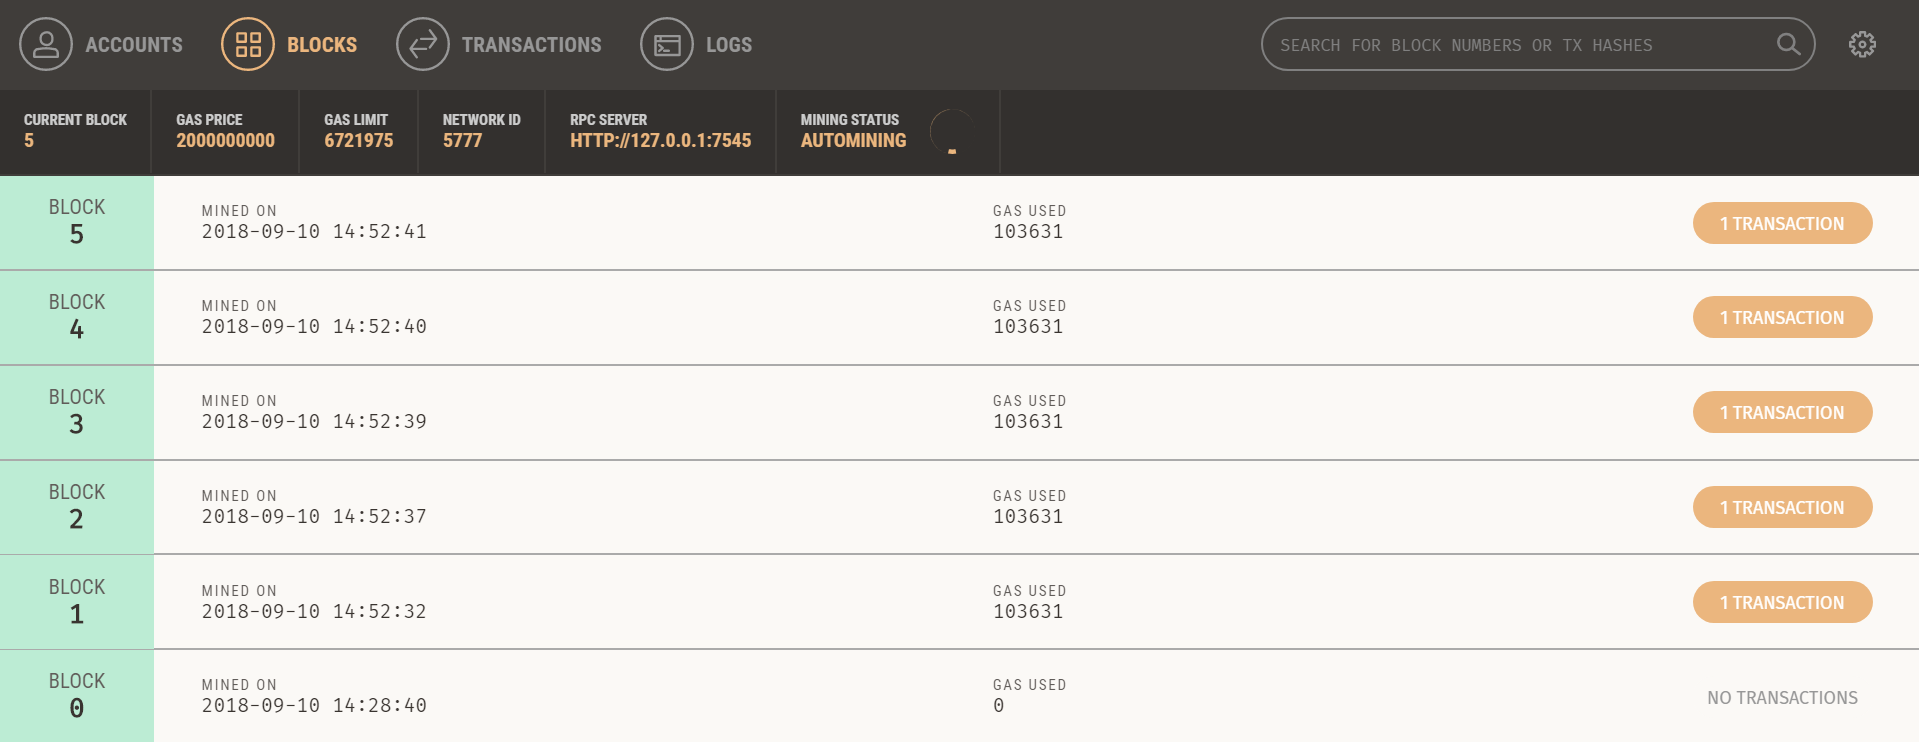 ACCOUNTS BLOCKS TRANSACTIONS LOGS SEARCH FOR BLOCK NUMBERS OR TX HASHES
CURRENT BLOCK GAS PRICE GAS LIMIT NETWORK ID RPC SERVER MINING STATUS
5 2000000000 6721975 5777 HTTP://127.0.0.1:7545 AUTOMINING
BLOCK MINED ON GAS USED 1 TRANSACTION
5 2018-09-10 14:52:41 103631
BLOCK MINED ON GAS USED 1 TRANSACTION
4 2018-09-10 14:52:40 103631
BLOCK MINED ON GAS USED 1 TRANSACTION
3 2018-09-10 14:52:39 103631
BLOCK MINED ON GAS USED 1 TRANSACTION
2 2018-09-10 14:52:37 103631
BLOCK MINED ON GAS USED 1 TRANSACTION
1 2018-09-10 14:52:32 103631
BLOCK MINED ON GAS USED NO TRANSACTIONS
0 2018-09-10 14:28:40 0